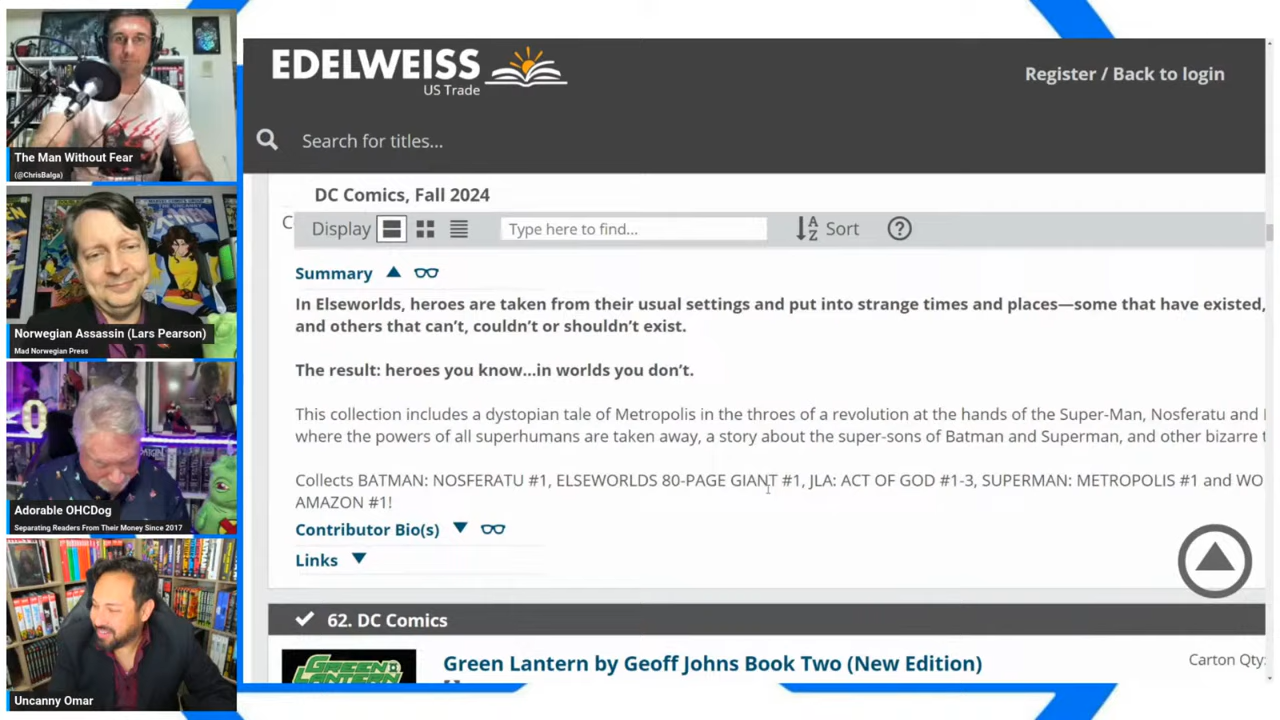 The Man Without Fear
(@ChrisBalga)
Norwegian Assassin (Lars Pearson)
Mad Norwegian Press
Adorable OHCDog
Separating Readers From Their Money Since 2017
Uncanny Omar
EDELWEISS
US Trade
Register / Back to login
Search for titles...
DC Comics, Fall 2024
Display
Type here to find...
A Z Sort ?
Summary
In Elseworlds, heroes are taken from their usual settings and put into strange times and places—some that have existed,
and others that can't, couldn't or shouldn't exist.
The result: heroes you know...in worlds you don't.
This collection includes a dystopian tale of Metropolis in the throes of a revolution at the hands of the Super-Man, Nosferatu and
where the powers of all superhumans are taken away, a story about the super-sons of Batman and Superman, and other bizarre
Collects BATMAN: NOSFERATU #1, ELSEWORLDS 80-PAGE GIANT #1, JLA: ACT OF GOD #1-3, SUPERMAN: METROPOLIS #1 and WO
AMAZON #1!
Contributor Bio(s)
Links
62. DC Comics
GREEN LANTERN
Green Lantern by Geoff Johns Book Two (New Edition)
Carton Qty: